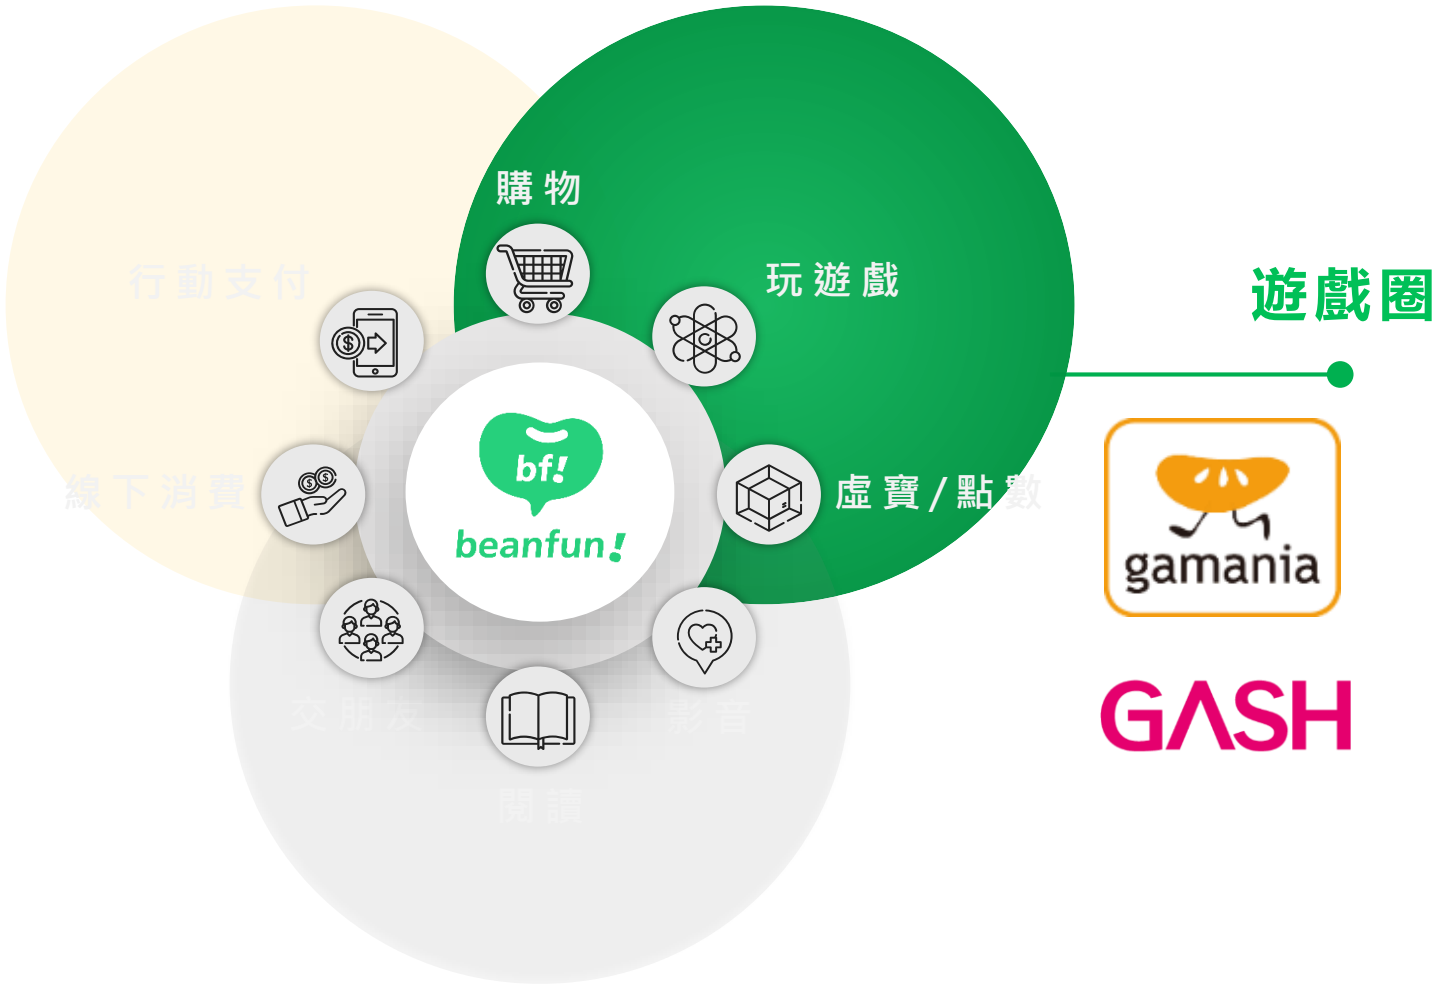 購物
行動支付
玩遊戲
遊戲圈
bf!
beanfun!
線下消費
虛寶/點數
gamania
交朋友
影音
GASH
閱讀